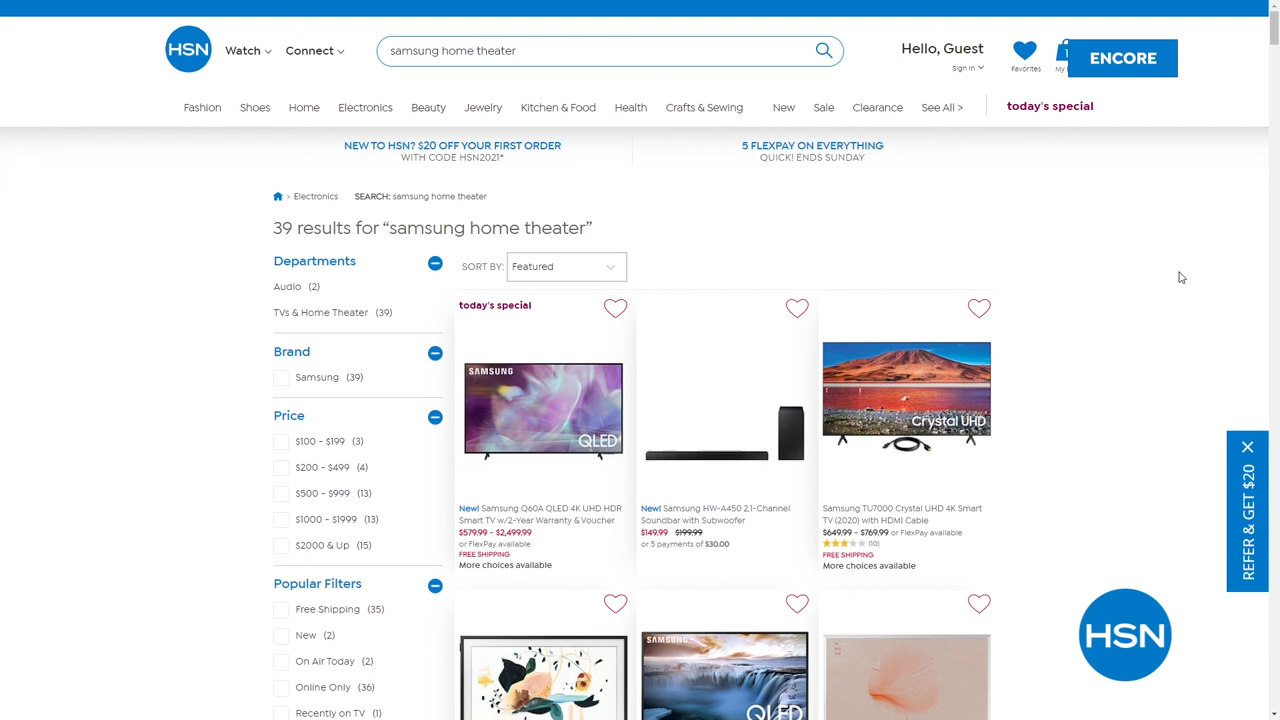 HSN
Watch
Connect
samsung home theater
Hello, Guest
Sign In
Favorites
1
My
ENCORE
Fashion
Shoes
Home
Electronics
Beauty
Jewelry
Kitchen & Food
Health
Crafts & Sewing
New
Sale
Clearance
See All >
today's special
NEW TO HSN? $20 OFF YOUR FIRST ORDER
WITH CODE HSN2021*
5 FLEXPAY ON EVERYTHING
QUICK! ENDS SUNDAY
> Electronics
SEARCH: samsung home theater
39 results for “samsung home theater”
Departments
Audio (2)
TVs & Home Theater (39)
Brand
Samsung (39)
Price
$100 - $199 (3)
$200 - $499 (4)
$500 - $999 (13)
$1000 - $1999 (13)
$2000 & Up (15)
Popular Filters
Free Shipping (35)
New (2)
On Air Today (2)
Online Only (36)
Recently on TV (1)
SORT BY: Featured
today's special
SAMSUNG
QLED
New! Samsung Q60A QLED 4K UHD HDR
Smart TV w/2-Year Warranty & Voucher
$579.99 - $2,499.99
or FlexPay available
FREE SHIPPING
More choices available
New! Samsung HW-A450 2.1-Channel
Soundbar with Subwoofer
$149.99 $199.99
or 5 payments of $30.00
Crystal UHD
Samsung TU7000 Crystal UHD 4K Smart
TV (2020) with HDMI Cable
$649.99 - $769.99 or FlexPay available
(10)
FREE SHIPPING
More choices available
SAMSUNG
QLED
REFER & GET $20
HSN